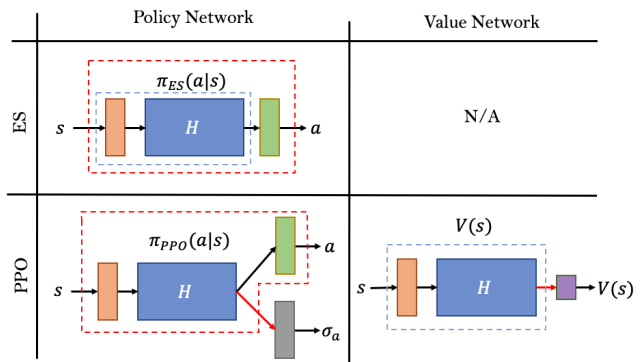 Policy Network
Value Network
ES
π_ES(a|s)
s
H
a
N/A
PPO
π_PPO(a|s)
s
H
a
σ_a
V(s)
s
H
V(s)